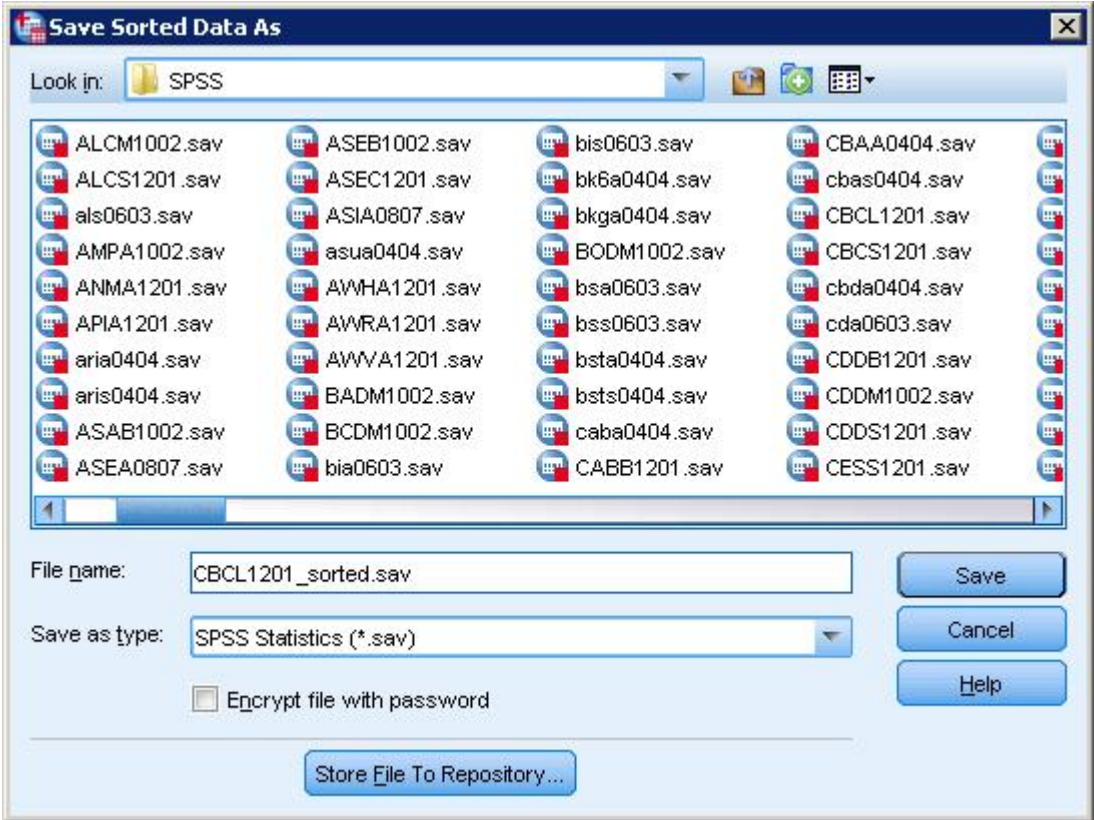 Save Sorted Data As
Look in: SPSS
ALCM1002.sav ASEB1002.sav bis0603.sav CBAA0404.sav
ALCS1201.sav ASEC1201.sav bk6a0404.sav cbas0404.sav
als0603.sav ASIA0807.sav bkga0404.sav CBCL1201.sav
AMPA1002.sav asua0404.sav BODM1002.sav CBCS1201.sav
ANMA1201.sav AWHA1201.sav bsa0603.sav cbda0404.sav
APIA1201.sav AWRA1201.sav bss0603.sav cda0603.sav
aria0404.sav AWVA1201.sav bsta0404.sav CDDB1201.sav
aris0404.sav BADM1002.sav bsts0404.sav CDDM1002.sav
ASAB1002.sav BCDM1002.sav caba0404.sav CDDS1201.sav
ASEA0807.sav bia0603.sav CABB1201.sav CESS1201.sav
File name: CBCL1201_sorted.sav Save
Save as type: SPSS Statistics (*.sav) Cancel
Encrypt file with password Help
Store File To Repository...